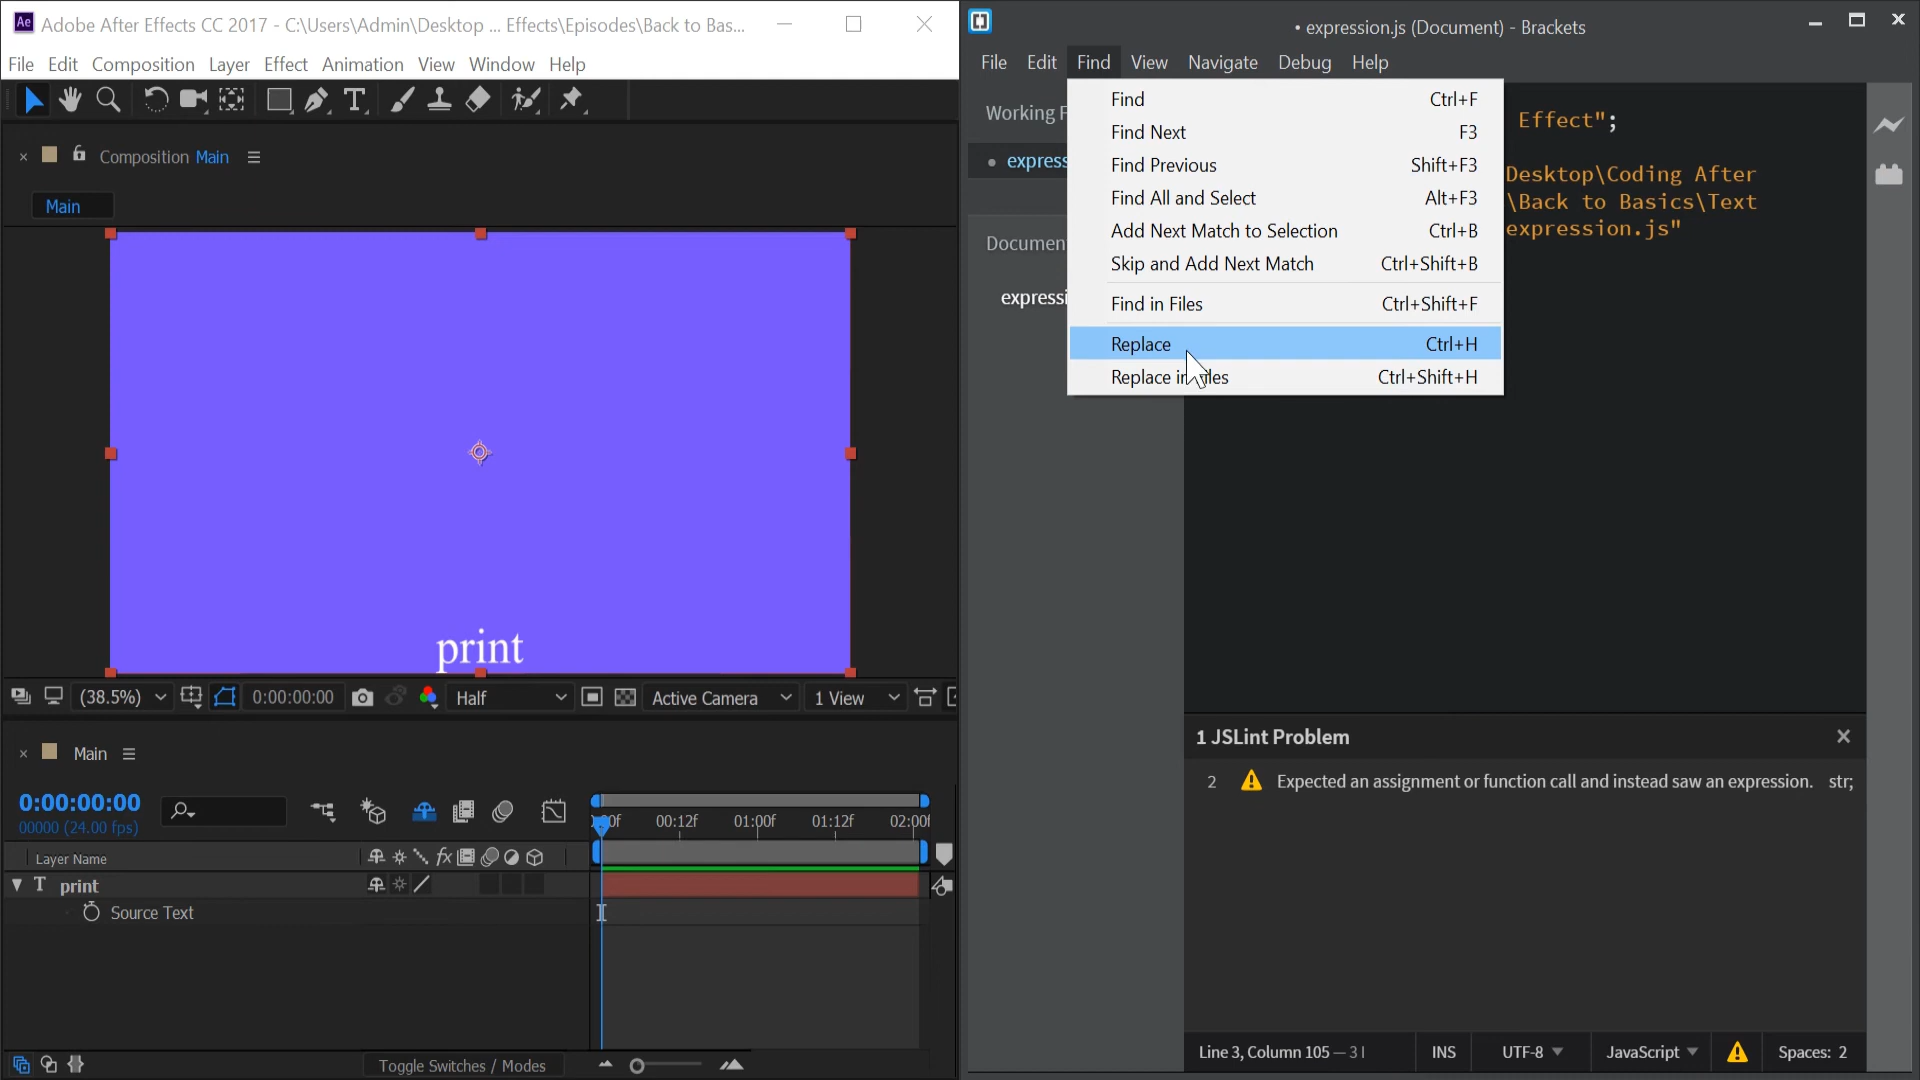 Ae Adobe After Effects CC 2017 - C:\Users\Admin\Desktop ... Effects\Episodes\Back to Bas...
File Edit Composition Layer Effect Animation View Window Help
Composition Main
Main
print
(38.5%) 0:00:00:00 Half Active Camera 1 View
Main
0:00:00:00
00000 (24.00 fps)
00:12f 01:00f 01:12f 02:00f
Layer Name
T print
Source Text
Toggle Switches / Modes
• expression.js (Document) - Brackets
File Edit Find View Navigate Debug Help
Working F
express
Documen
expressi
Find Ctrl+F
Find Next F3
Find Previous Shift+F3
Find All and Select Alt+F3
Add Next Match to Selection Ctrl+B
Skip and Add Next Match Ctrl+Shift+B
Find in Files Ctrl+Shift+F
Replace Ctrl+H
Replace in Files Ctrl+Shift+H
Effect";
Desktop\Coding After
\Back to Basics\Text
expression.js"
1 JSLint Problem
2 Expected an assignment or function call and instead saw an expression. str;
Line 3, Column 105 — 3 l INS UTF-8 JavaScript Spaces: 2